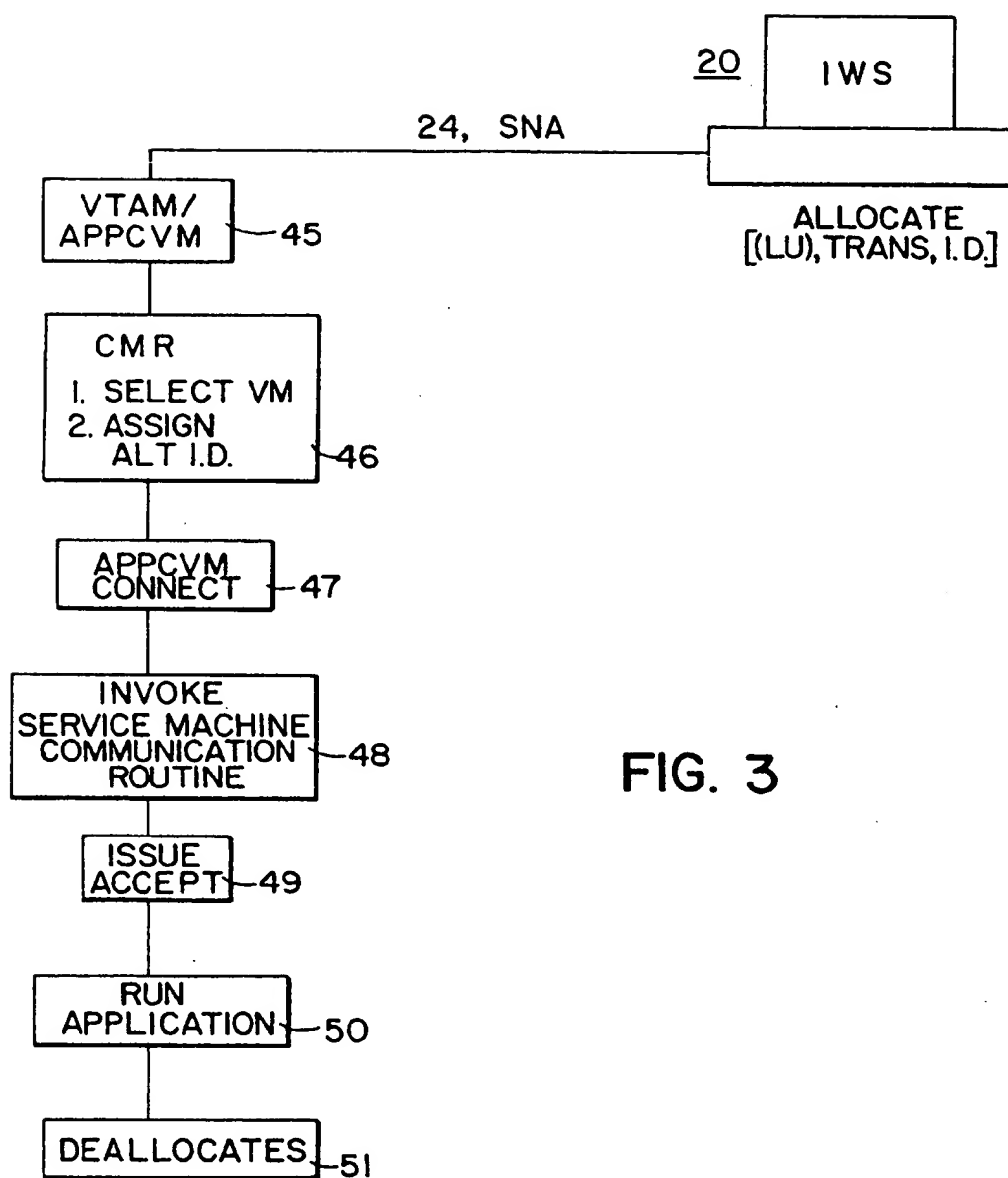 20
IWS
24, SNA
ALLOCATE
[(LU), TRANS, I.D.]
VTAM/
APPCVM
45
CMR
1. SELECT VM
2. ASSIGN
ALT I.D.
46
APPCVM
CONNECT
47
INVOKE
SERVICE MACHINE
COMMUNICATION
ROUTINE
48
FIG. 3
ISSUE
ACCEPT
49
RUN
APPLICATION
50
DEALLOCATES
51